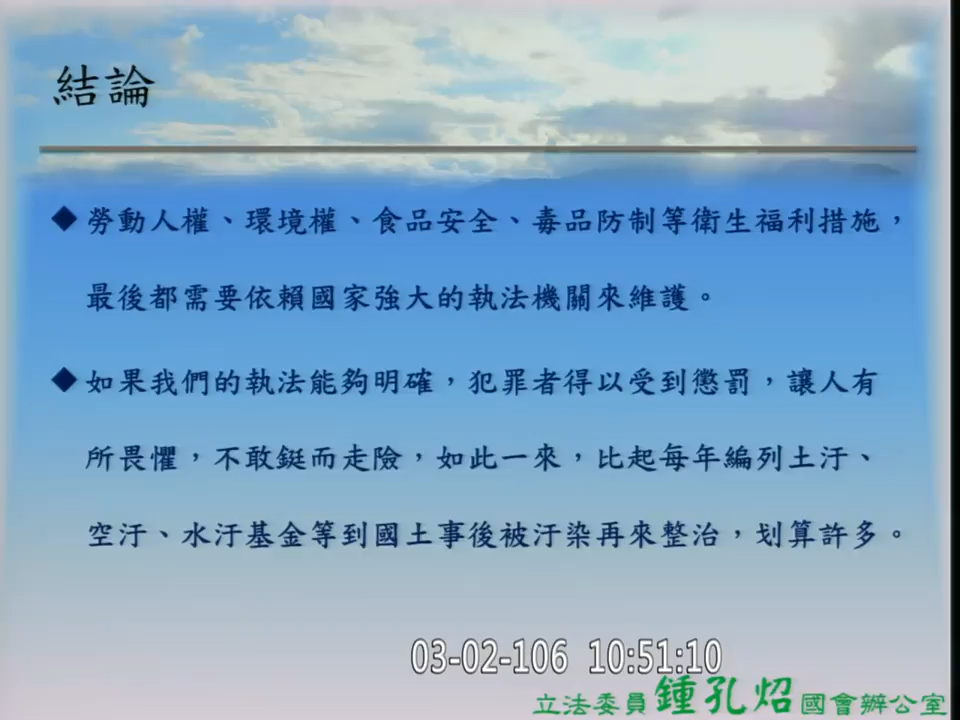 結論
◆勞動人權、環境權、食品安全、毒品防制等衛生福利措施，
最後都需要依賴國家強大的執法機關來維護。
◆如果我們的執法能夠明確，犯罪者得以受到懲罰，讓人有
所畏懼，不敢鋌而走險，如此一來，比起每年編列土汙、
空汙、水汙基金等到國土事後被汙染再來整治，划算許多。
03-02-106 10:51:10
立法委員鍾孔炤國會辦公室